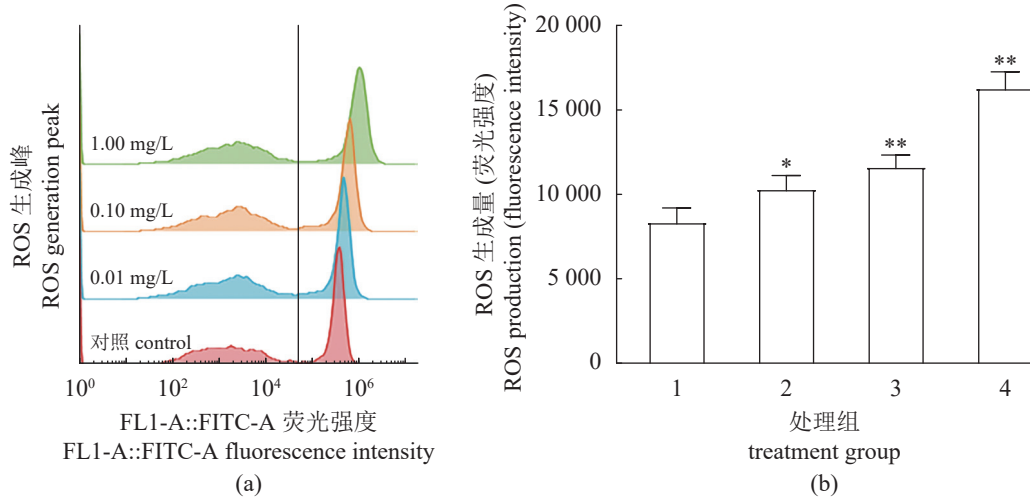 (a)
ROS 生成峰
ROS generation peak
1.00 mg/L
0.10 mg/L
0.01 mg/L
对照 control
10⁰ 10² 10⁴ 10⁶
FL1-A::FITC-A 荧光强度
FL1-A::FITC-A fluorescence intensity
(a)
ROS 生成量 (荧光强度)
ROS production (fluorescence intensity)
20 000
15 000
10 000
5 000
0
*
**
**
1 2 3 4
处理组
treatment group
(b)